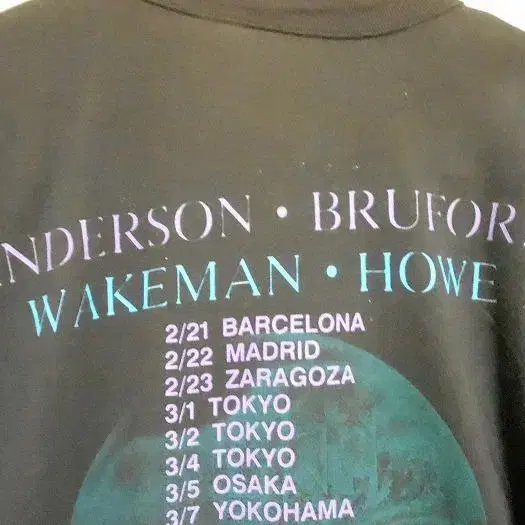 NDERSON • BRUFOR
WAKEMAN • HOWE
2/21 BARCELONA
2/22 MADRID
2/23 ZARAGOZA
3/1 TOKYO
3/2 TOKYO
3/4 TOKYO
3/5 OSAKA
3/7 YOKOHAMA